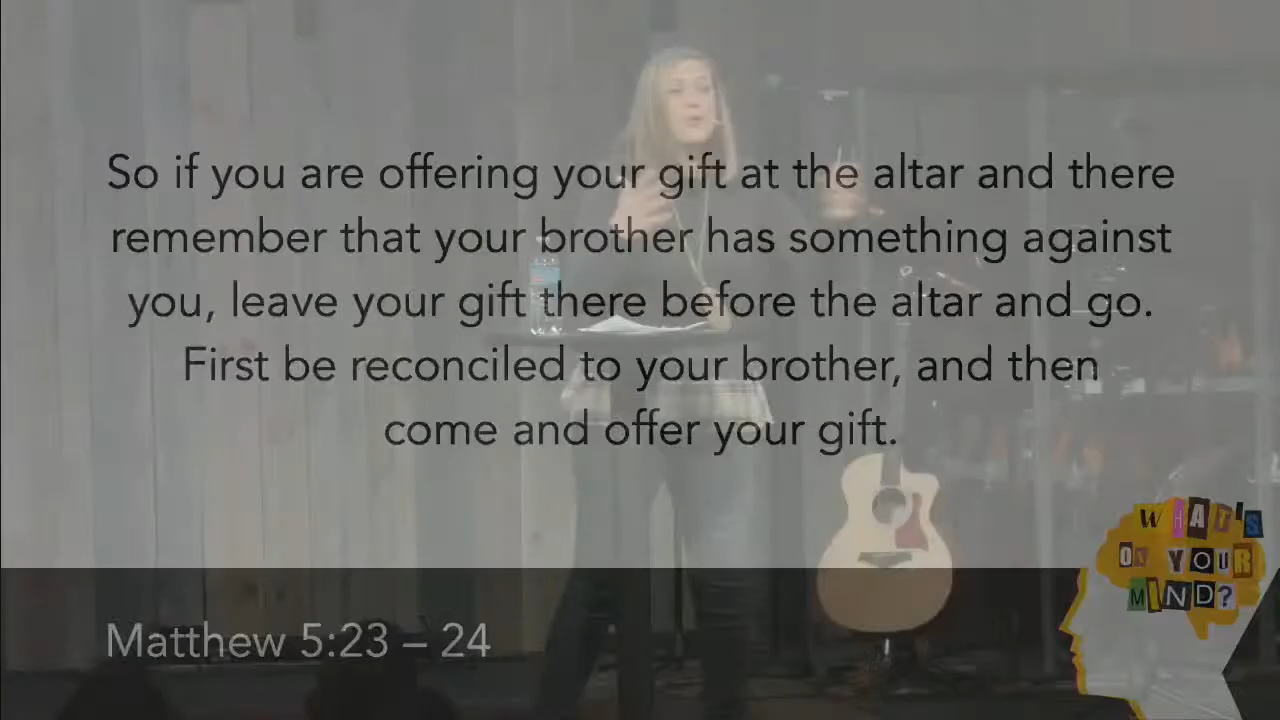 So if you are offering your gift at the altar and there
remember that your brother has something against
you, leave your gift there before the altar and go.
First be reconciled to your brother, and then
come and offer your gift.
Matthew 5:23 – 24
WHAT'S
ON YOUR
MIND?